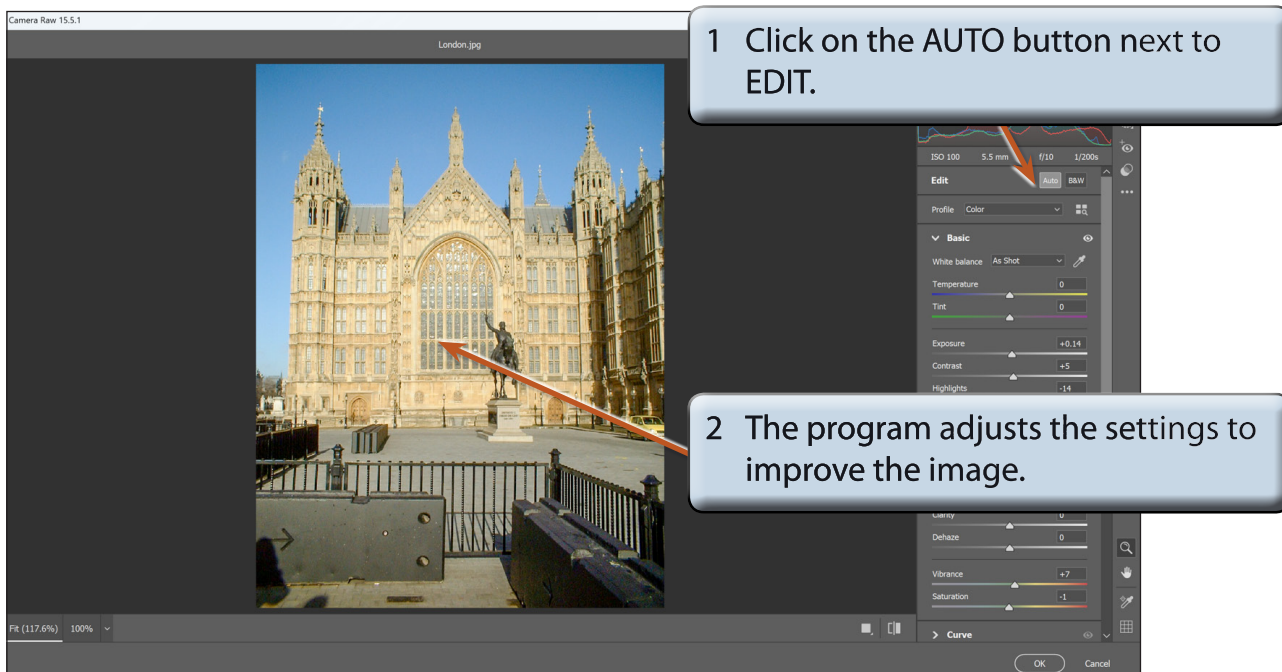 Camera Raw 15.5.1
London.jpg
1 Click on the AUTO button next to
EDIT.
ISO 100 5.5 mm f/10 1/200s
Edit Auto B&W
Profile Color
Basic
White balance As Shot
Temperature 0
Tint 0
Exposure +0.14
Contrast +5
Highlights -14
2 The program adjusts the settings to
improve the image.
Clarity 0
Dehaze 0
Vibrance +7
Saturation -1
Fit (117.6%) 100%
Curve
OK Cancel